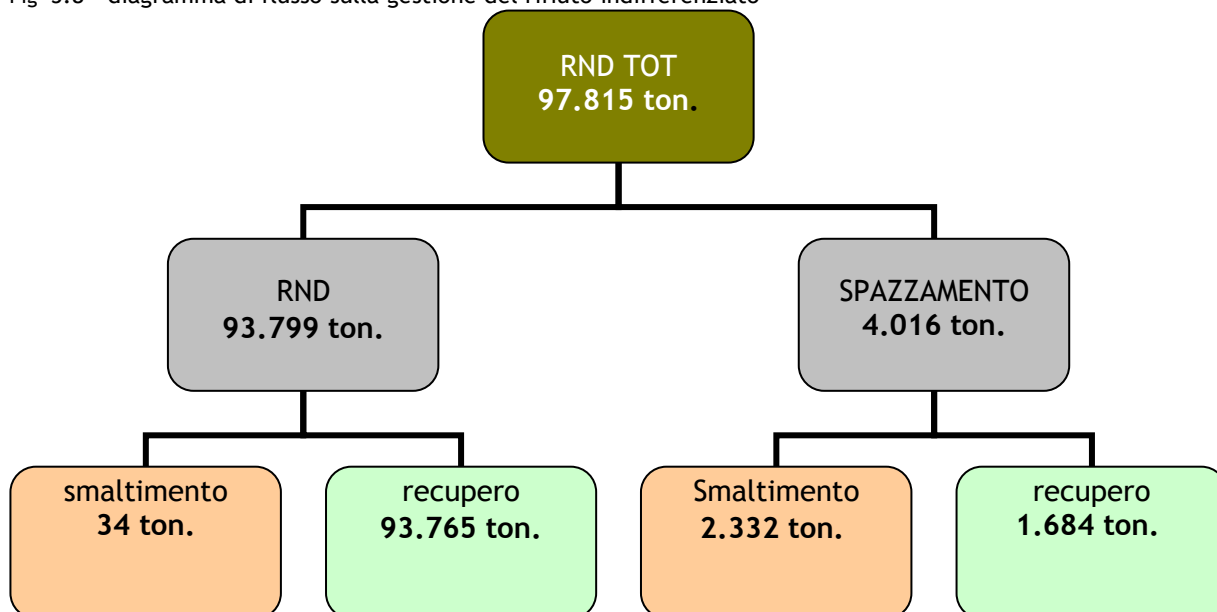 RND TOT
97.815 ton.
RND
93.799 ton.
SPAZZAMENTO
4.016 ton.
smaltimento
34 ton.
recupero
93.765 ton.
Smaltimento
2.332 ton.
recupero
1.684 ton.